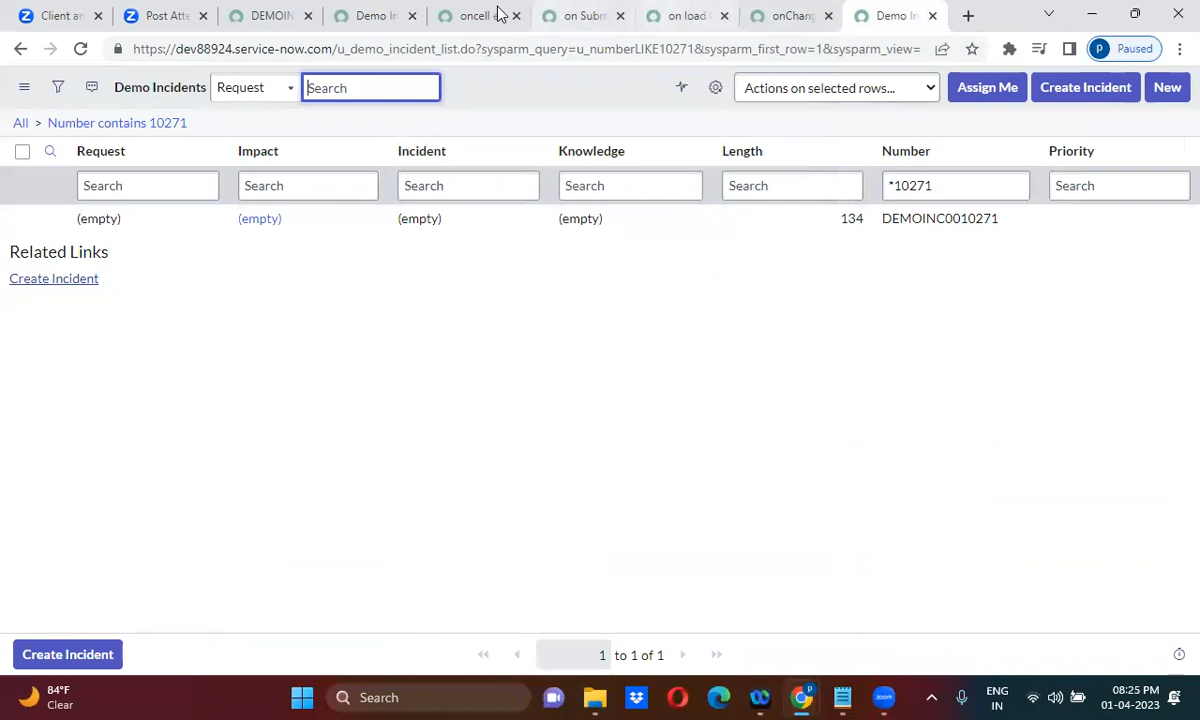 Client an
Post Atte
DEMOIN
Demo In
oncell e
on Subm
on load
onChang
Demo In
https://dev88924.service-now.com/u_demo_incident_list.do?sysparm_query=u_numberLIKE10271&sysparm_first_row=1&sysparm_view=
P Paused
Demo Incidents Request Search Actions on selected rows... Assign Me Create Incident New
All > Number contains 10271
Request Impact Incident Knowledge Length Number Priority
Search Search Search Search Search *10271 Search
(empty) (empty) (empty) (empty) 134 DEMOINC0010271
Related Links
Create Incident
Create Incident 1 to 1 of 1
84°F
Clear
Search
ENG
IN
08:25 PM
01-04-2023